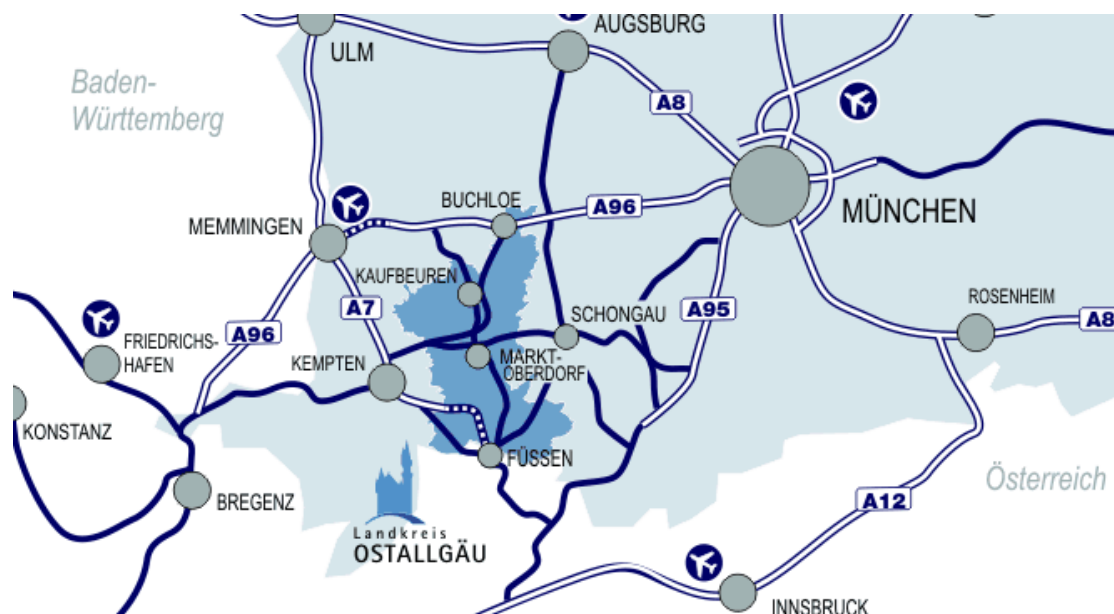 AUGSBURG
ULM
Baden-
Württemberg
A8
BUCHLOE
A96
MÜNCHEN
MEMMINGEN
KAUFBEUREN
A7
A95
ROSENHEIM
SCHONGAU
A8
A96
FRIEDRICHS-
HAFEN
KEMPTEN
MARKT-
OBERDORF
KONSTANZ
FÜSSEN
Österreich
BREGENZ
A12
Landkreis
OSTALLGÄU
INNSBRUCK